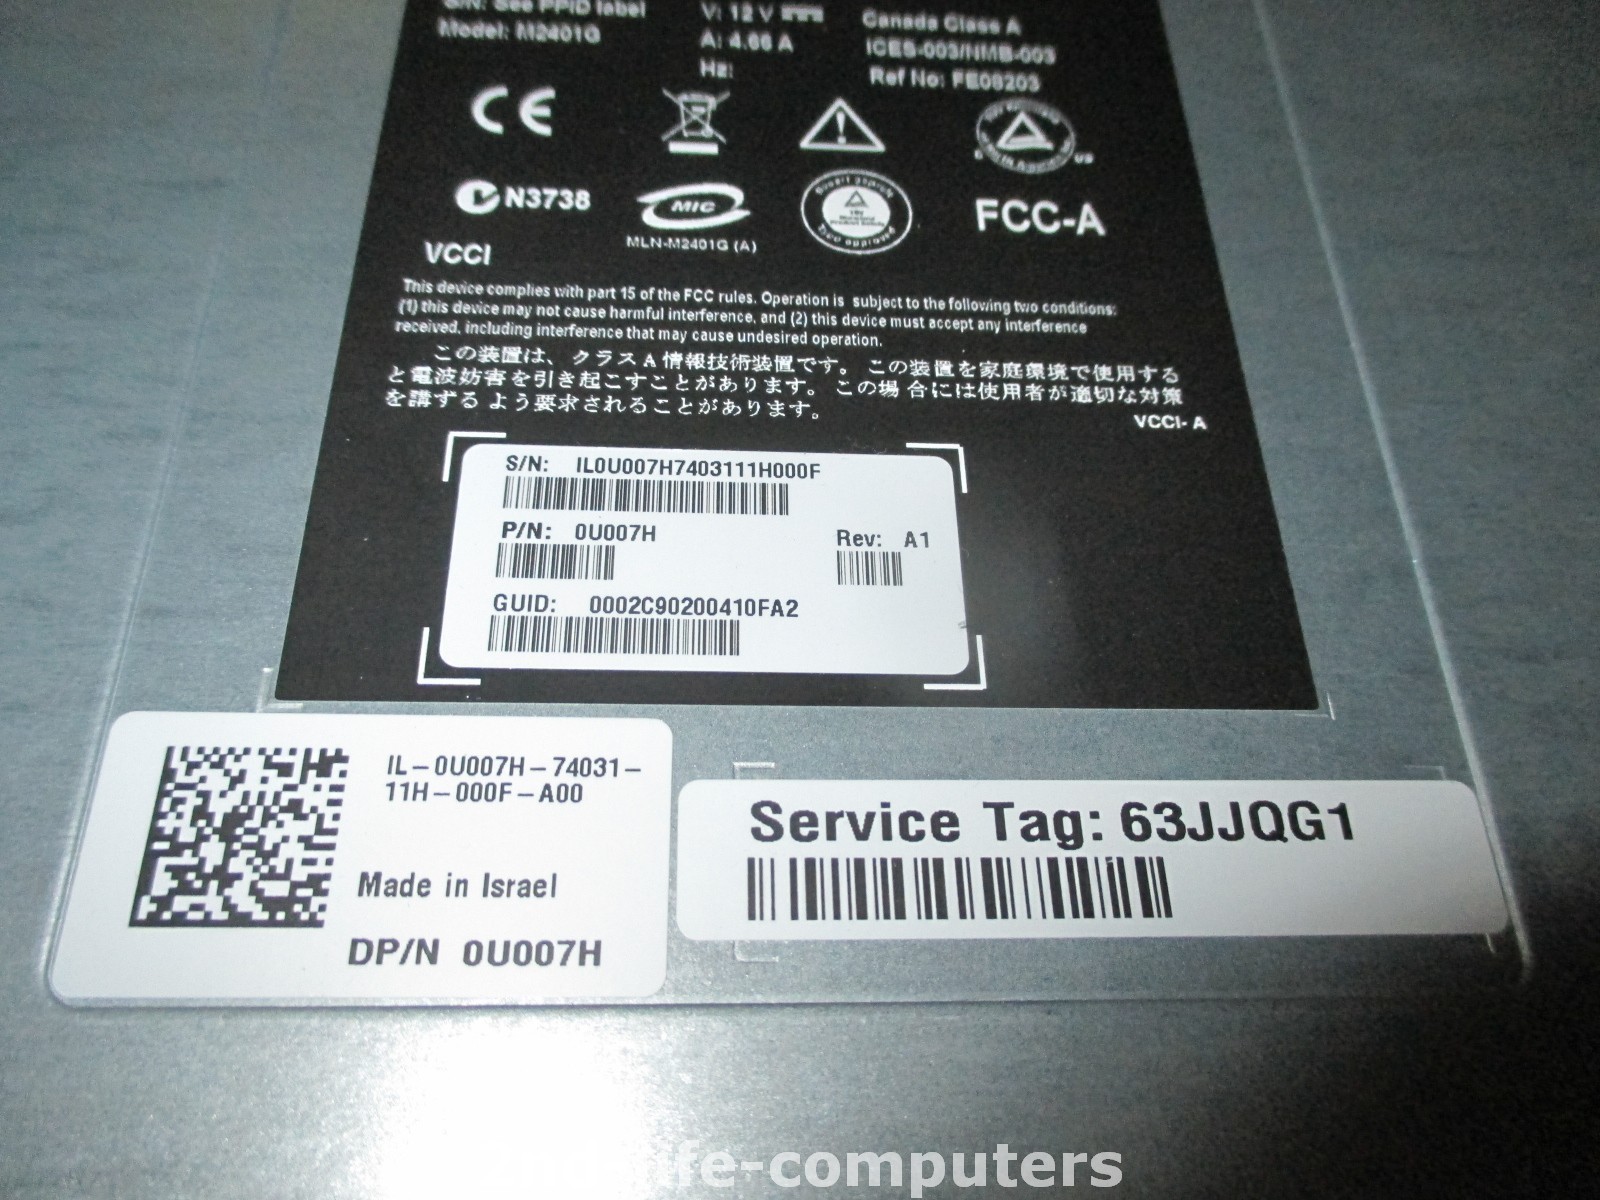 S/N: See PPID label
Model: M2401G
V: 12 V
A: 4.66 A
Hz:
Canada Class A
ICES-003/NMB-003
Ref No: FE08203
CE
N3738
MIC
MLN-M2401G (A)
FCC-A
VCCI
This device complies with part 15 of the FCC rules. Operation is subject to the following two conditions:
(1) this device may not cause harmful interference, and (2) this device must accept any interference
received, including interference that may cause undesired operation.
この装置は、クラスA情報技術装置です。この装置を家庭環境で使用する
と電波妨害を引き起こすことがあります。この場合には使用者が適切な対策
を講ずるよう要求されることがあります。
VCCI-A
S/N: IL0U007H7403111H000F
P/N: 0U007H
Rev: A1
GUID: 0002C90200410FA2
IL-0U007H-74031-
11H-000F-A00
Made in Israel
DP/N 0U007H
Service Tag: 63JJQG1
2nd-life-computers